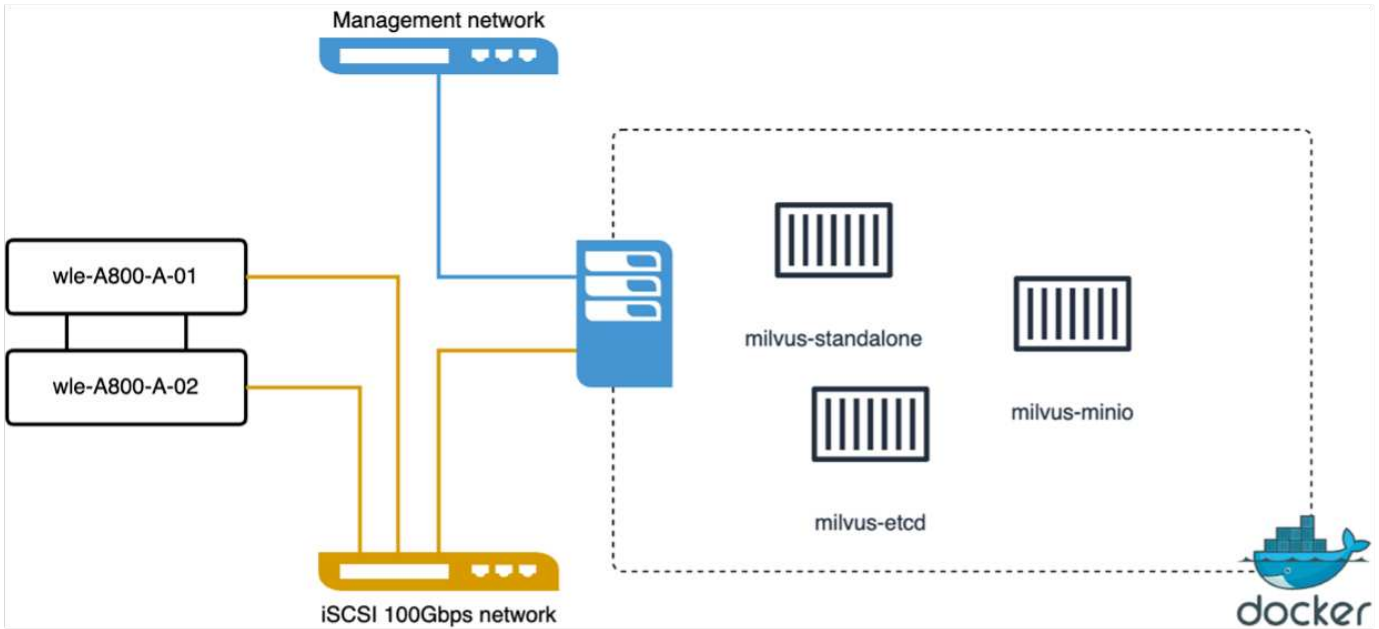 Management network
wle-A800-A-01
wle-A800-A-02
milvus-standalone
milvus-minio
milvus-etcd
iSCSI 100Gbps network
docker